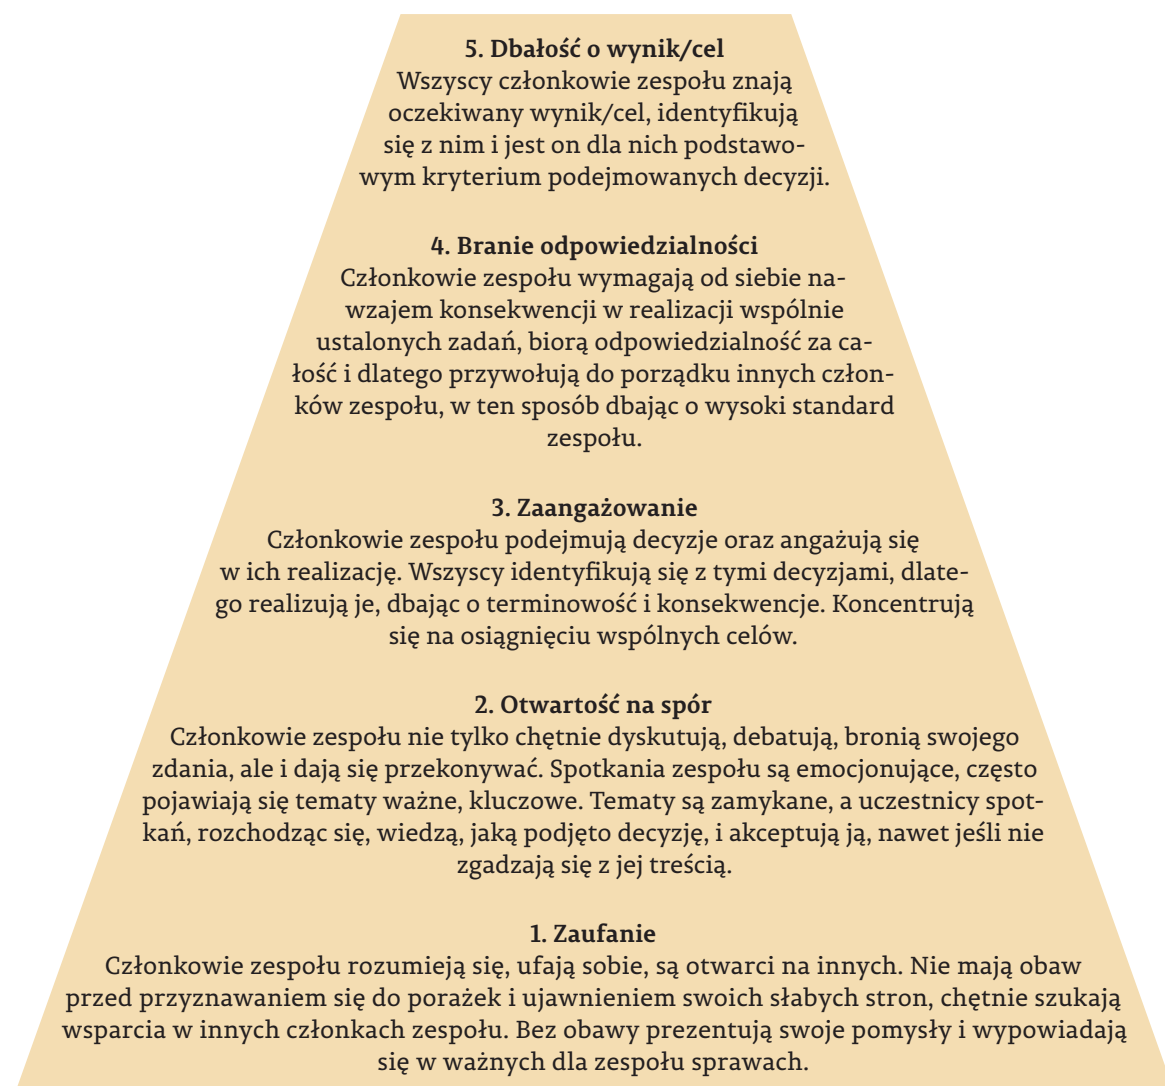 5. Dbałość o wynik/cel
Wszyscy członkowie zespołu znają
oczekiwany wynik/cel, identyfikują
się z nim i jest on dla nich podstawo-
wym kryterium podejmowanych decyzji.
4. Branie odpowiedzialności
Członkowie zespołu wymagają od siebie na-
wzajem konsekwencji w realizacji wspólnie
ustalonych zadań, biorą odpowiedzialność za ca-
łość i dlatego przywołują do porządku innych człon-
ków zespołu, w ten sposób dbając o wysoki standard
zespołu.
3. Zaangażowanie
Członkowie zespołu podejmują decyzje oraz angażują się
w ich realizację. Wszyscy identyfikują się z tymi decyzjami, dlate-
go realizują je, dbając o terminowość i konsekwencje. Koncentrują
się na osiągnięciu wspólnych celów.
2. Otwartość na spór
Członkowie zespołu nie tylko chętnie dyskutują, debatują, bronią swojego
zdania, ale i dają się przekonywać. Spotkania zespołu są emocjonujące, często
pojawiają się tematy ważne, kluczowe. Tematy są zamykane, a uczestnicy spot-
kań, rozchodząc się, wiedzą, jaką podjęto decyzję, i akceptują ją, nawet jeśli nie
zgadzają się z jej treścią.
1. Zaufanie
Członkowie zespołu rozumieją się, ufają sobie, są otwarci na innych. Nie mają obaw
przed przyznawaniem się do porażek i ujawnieniem swoich słabych stron, chętnie szukają
wsparcia w innych członkach zespołu. Bez obawy prezentują swoje pomysły i wypowiadają
się w ważnych dla zespołu sprawach.